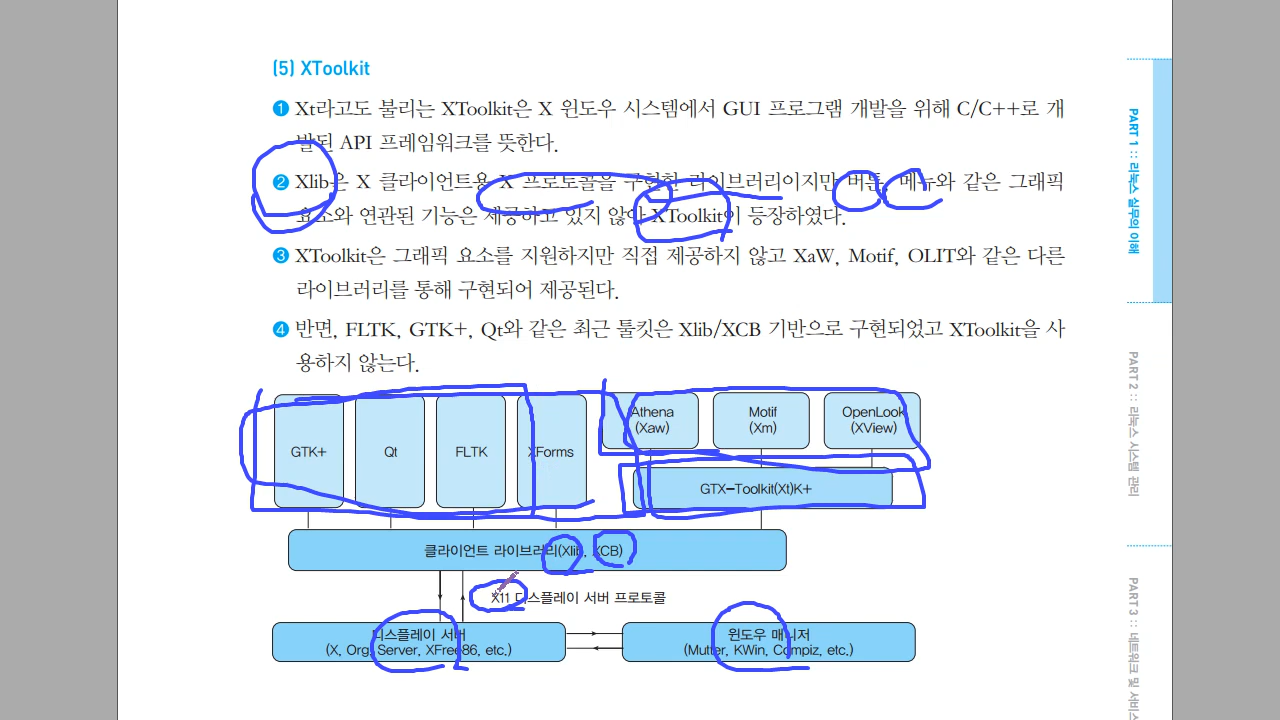 (5) XToolkit
❶ Xt라고도 불리는 XToolkit은 X 윈도우 시스템에서 GUI 프로그램 개발을 위해 C/C++로 개
발된 API 프레임워크를 뜻한다.
❷ Xlib은 X 클라이언트용 X 프로토콜을 구현한 라이브러리이지만 버튼, 메뉴와 같은 그래픽
요소와 연관된 기능은 제공하고 있지 않아 XToolkit이 등장하였다.
❸ XToolkit은 그래픽 요소를 지원하지만 직접 제공하지 않고 XaW, Motif, OLIT와 같은 다른
라이브러리를 통해 구현되어 제공된다.
❹ 반면, FLTK, GTK+, Qt와 같은 최근 툴킷은 Xlib/XCB 기반으로 구현되었고 XToolkit을 사
용하지 않는다.
GTK+
Qt
FLTK
XForms
Athena
(Xaw)
Motif
(Xm)
OpenLook
(XView)
GTX-Toolkit(Xt)K+
클라이언트 라이브러리(Xlib, XCB)
X11 디스플레이 서버 프로토콜
디스플레이 서버
(X, Org, Server, XFree86, etc.)
윈도우 매니저
(Mutter, KWin, Compiz, etc.)
PART 1 :: 리눅스 실무의 이해
PART 2 :: 리눅스 시스템 관리
PART 3 :: 네트워크 및 서비스